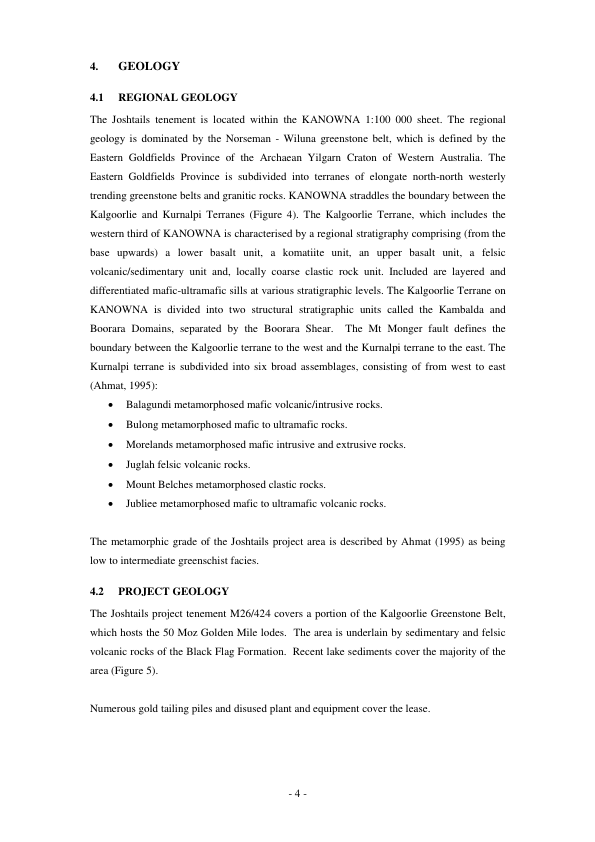 4. GEOLOGY
4.1 REGIONAL GEOLOGY
The Joshtails tenement is located within the KANOWNA 1:100 000 sheet. The regional
geology is dominated by the Norseman - Wiluna greenstone belt, which is defined by the
Eastern Goldfields Province of the Archaean Yilgarn Craton of Western Australia. The
Eastern Goldfields Province is subdivided into terranes of elongate north-north westerly
trending greenstone belts and granitic rocks. KANOWNA straddles the boundary between the
Kalgoorlie and Kurnalpi Terranes (Figure 4). The Kalgoorlie Terrane, which includes the
western third of KANOWNA is characterised by a regional stratigraphy comprising (from the
base upwards) a lower basalt unit, a komatiite unit, an upper basalt unit, a felsic
volcanic/sedimentary unit and, locally coarse clastic rock unit. Included are layered and
differentiated mafic-ultramafic sills at various stratigraphic levels. The Kalgoorlie Terrane on
KANOWNA is divided into two structural stratigraphic units called the Kambalda and
Boorara Domains, separated by the Boorara Shear. The Mt Monger fault defines the
boundary between the Kalgoorlie terrane to the west and the Kurnalpi terrane to the east. The
Kurnalpi terrane is subdivided into six broad assemblages, consisting of from west to east
(Ahmat, 1995):
• Balagundi metamorphosed mafic volcanic/intrusive rocks.
• Bulong metamorphosed mafic to ultramafic rocks.
• Morelands metamorphosed mafic intrusive and extrusive rocks.
• Juglah felsic volcanic rocks.
• Mount Belches metamorphosed clastic rocks.
• Jubliee metamorphosed mafic to ultramafic volcanic rocks.
The metamorphic grade of the Joshtails project area is described by Ahmat (1995) as being
low to intermediate greenschist facies.
4.2 PROJECT GEOLOGY
The Joshtails project tenement M26/424 covers a portion of the Kalgoorlie Greenstone Belt,
which hosts the 50 Moz Golden Mile lodes. The area is underlain by sedimentary and felsic
volcanic rocks of the Black Flag Formation. Recent lake sediments cover the majority of the
area (Figure 5).
Numerous gold tailing piles and disused plant and equipment cover the lease.
- 4 -